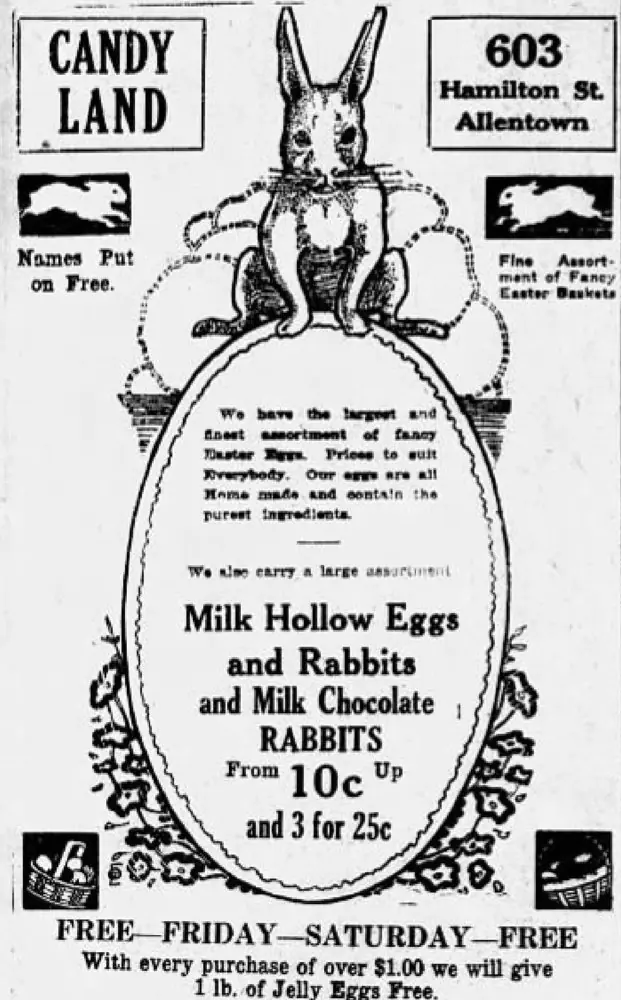 CANDY
LAND
603
Hamilton St.
Allentown
Names Put
on Free.
Fine Assort-
ment of Fancy
Easter Baskets
We have the largest and
finest assortment of fancy
Easter Eggs. Prices to suit
Everybody. Our eggs are all
Home made and contain the
purest ingredients.
We also carry a large assortment
Milk Hollow Eggs
and Rabbits
and Milk Chocolate
RABBITS
From 10c Up
and 3 for 25c
FREE—FRIDAY—SATURDAY—FREE
With every purchase of over $1.00 we will give
1 lb. of Jelly Eggs Free.